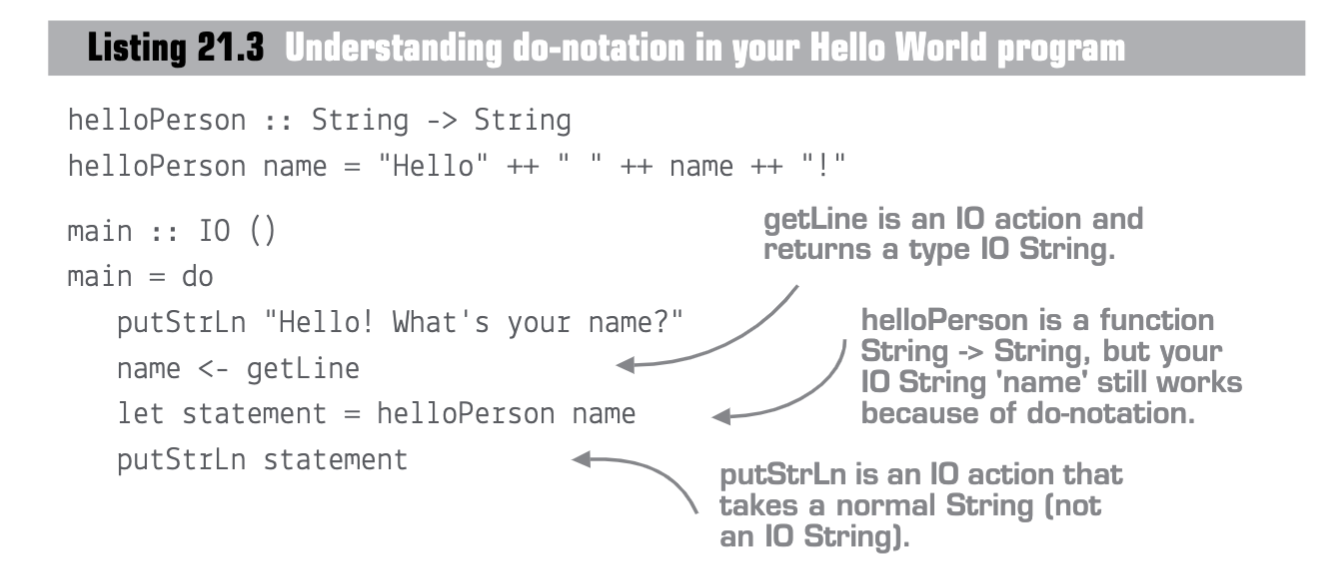 Listing 21.3 Understanding do-notation in your Hello World program
helloPerson :: String -> String
helloPerson name = "Hello" ++ " " ++ name ++ "!"
main :: IO ()
main = do
putStrLn "Hello! What's your name?"
name <- getLine
let statement = helloPerson name
putStrLn statement
getLine is an IO action and
returns a type IO String.
helloPerson is a function
String -> String, but your
IO String 'name' still works
because of do-notation.
putStrLn is an IO action that
takes a normal String (not
an IO String).